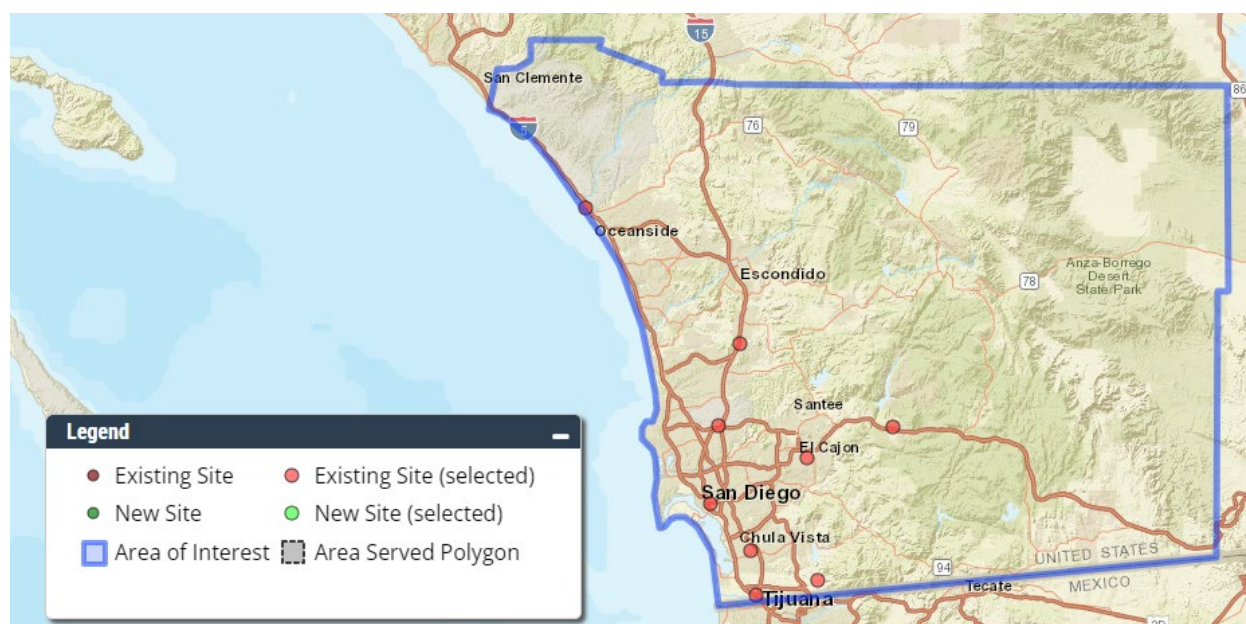 15
San Clemente
86
5
76
79
Oceanside
Escondido
Anza-Borrego
Desert
State Park
78
Santee
El Cajon
San Diego
Chula Vista
UNITED STATES
94
Tecate
MEXICO
Tijuana
2D
Legend
Existing Site
Existing Site (selected)
New Site
New Site (selected)
Area of Interest
Area Served Polygon